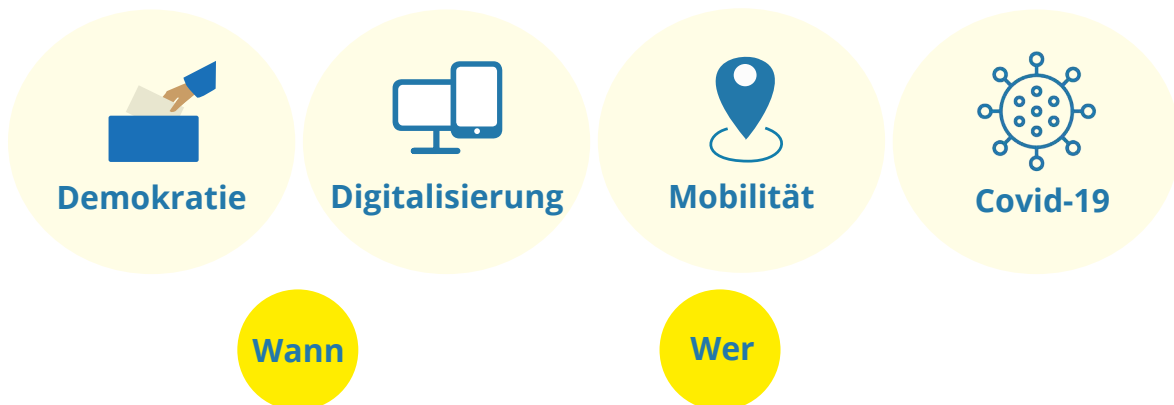 Demokratie
Digitalisierung
Mobilität
Covid-19
Wann
Wer